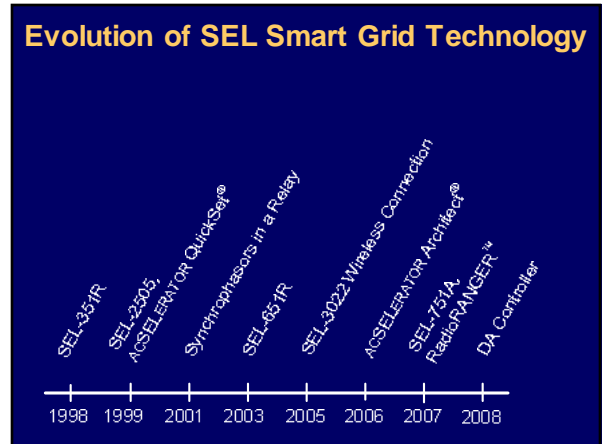 Evolution of SEL Smart Grid Technology
SEL-351R
SEL-2505,
ACSELERATOR QuickSet®
Synchrophasors in a Relay
SEL-651R
SEL-3022 Wireless Connection
ACSELERATOR Architect®
SEL-751A,
RadioRANGER™
DA Controller
1998 1999 2001 2003 2005 2006 2007 2008